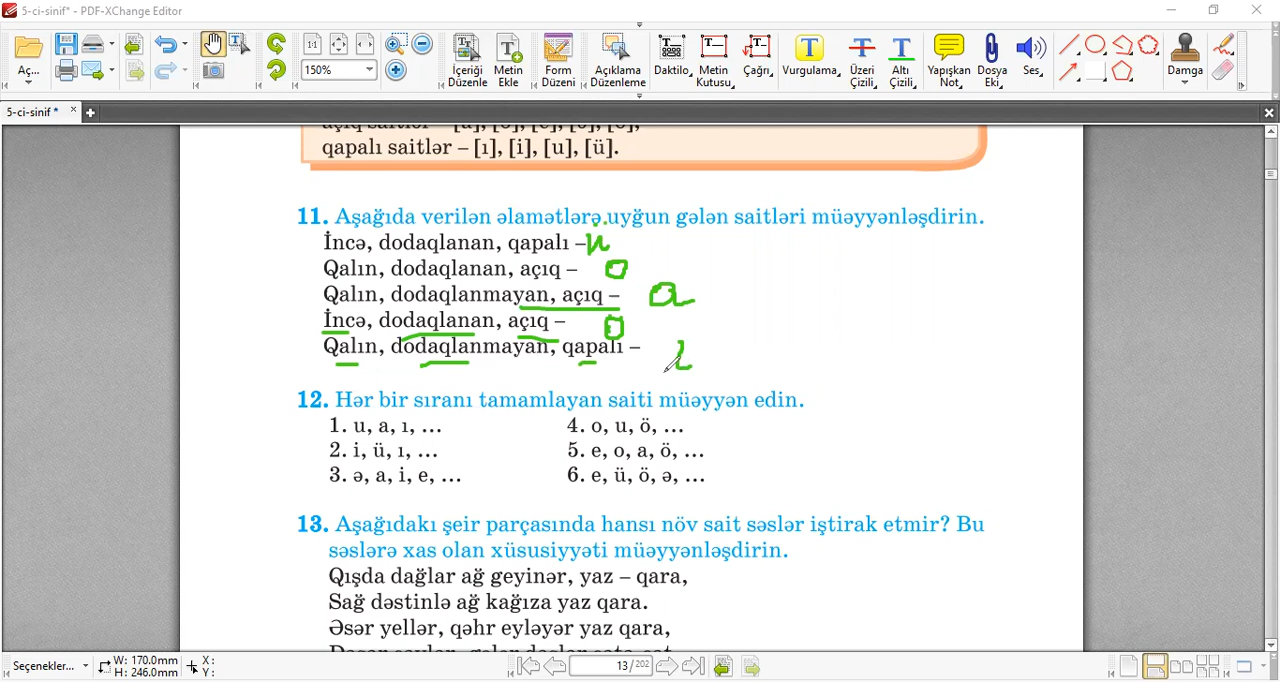 5-ci-sinif* - PDF-XChange Editor
Aç...
150%
İçeriği Düzenle
Metin Ekle
Form Düzeni
Açıklama Düzenleme
Daktilo
Metin Kutusu
Çağrı
Vurgulama
Üzeri Çizili
Altı Çizili
Yapışkan Not
Dosya Eki
Ses
Damga
5-ci-sinif *
qapalı saitlər – [ı], [i], [u], [ü].
11. Aşağıda verilən əlamətlərə uyğun gələn saitləri müəyyənləşdirin.
İncə, dodaqlanan, qapalı – ü
Qalın, dodaqlanan, açıq – o
Qalın, dodaqlanmayan, açıq – a
İncə, dodaqlanan, açıq – ö
Qalın, dodaqlanmayan, qapalı – ı
12. Hər bir sıranı tamamlayan saiti müəyyən edin.
1. u, a, ı, ... 4. o, u, ö, ...
2. i, ü, ı, ... 5. e, o, a, ö, ...
3. ə, a, i, e, ... 6. e, ü, ö, ə, ...
13. Aşağıdakı şeir parçasında hansı növ sait səslər iştirak etmir? Bu
səslərə xas olan xüsusiyyəti müəyyənləşdirin.
Qışda dağlar ağ geyinər, yaz – qara,
Sağ dəstinlə ağ kağıza yaz qara.
Əsər yellər, qəhr eyləyər yaz qara,
Seçenekler...
W: 170.0mm
H: 246.0mm
X:
Y:
13 / 202